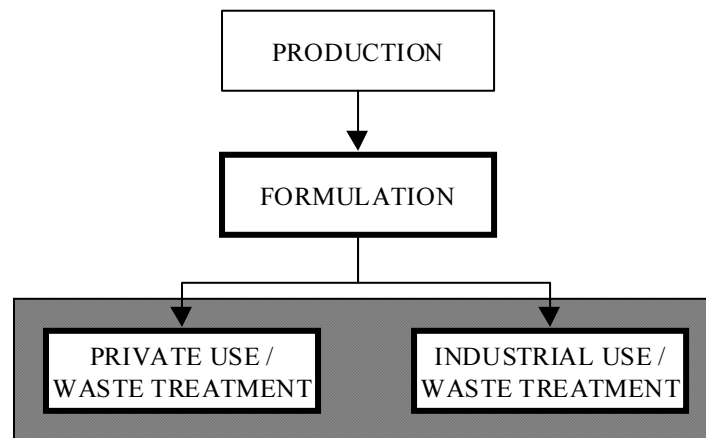 PRODUCTION
FORMULATION
PRIVATE USE /
WASTE TREATMENT
INDUSTRIAL USE /
WASTE TREATMENT